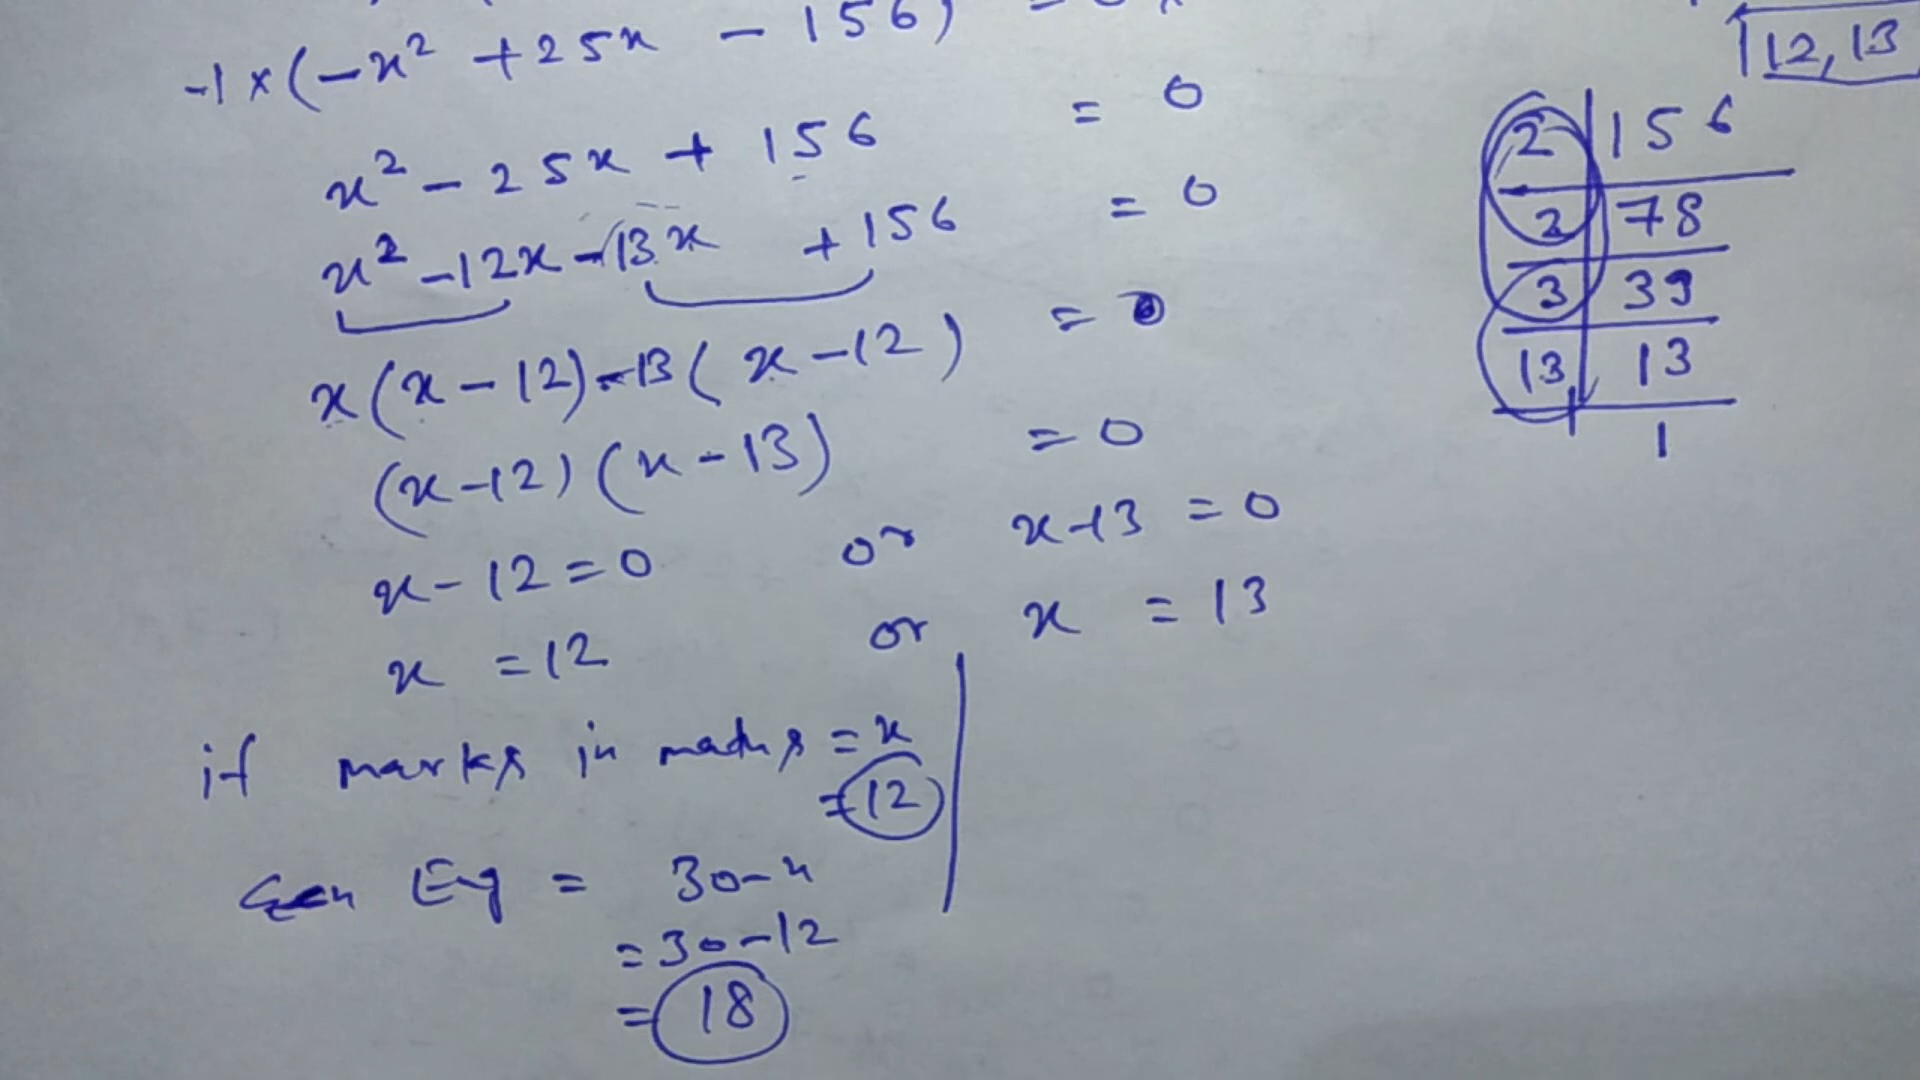 -1 × (-x² + 25x - 156) = 0x
x² - 25x + 156 = 0
x² - 12x - 13x + 156 = 0
x(x - 12) - 13(x - 12) = 0
(x - 12)(x - 13) = 0
x - 12 = 0 or x - 13 = 0
x = 12 or x = 13
if marks in maths = x
= 12
Eng = 30 - x
= 30 - 12
= 18
12, 13
2 | 156
2 | 78
3 | 39
13 | 13
1